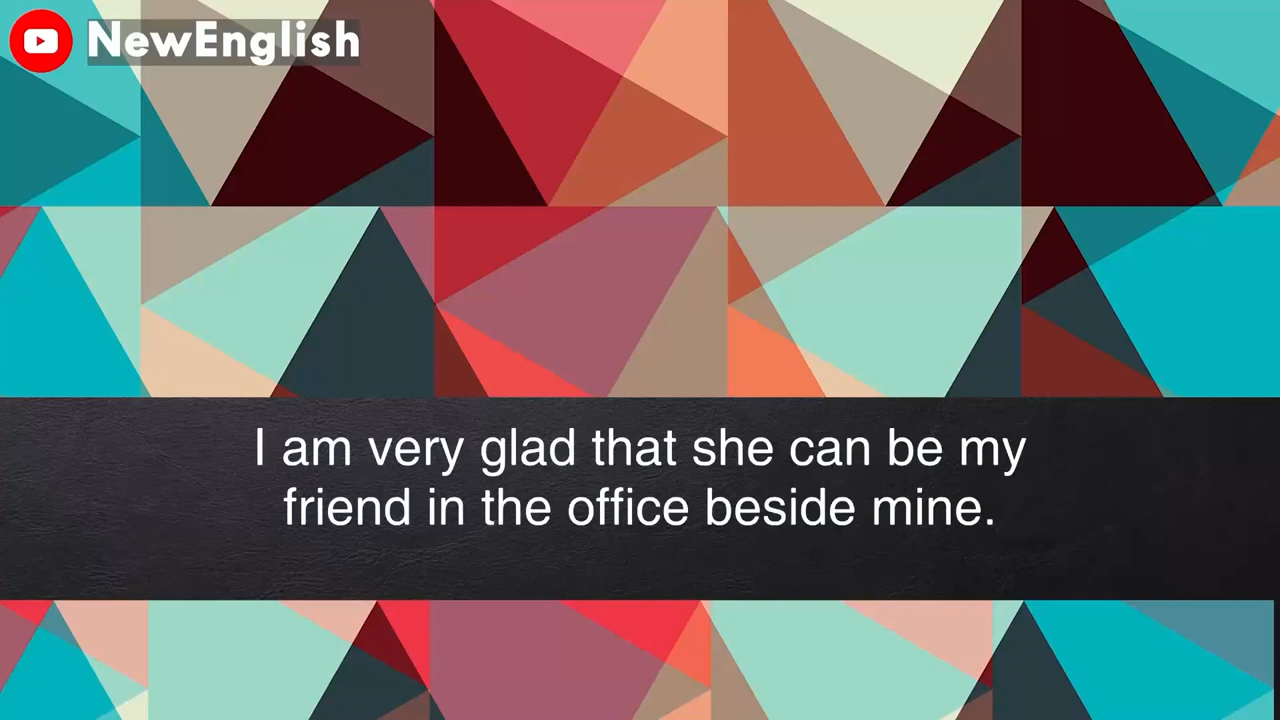 NewEnglish
I am very glad that she can be my
friend in the office beside mine.